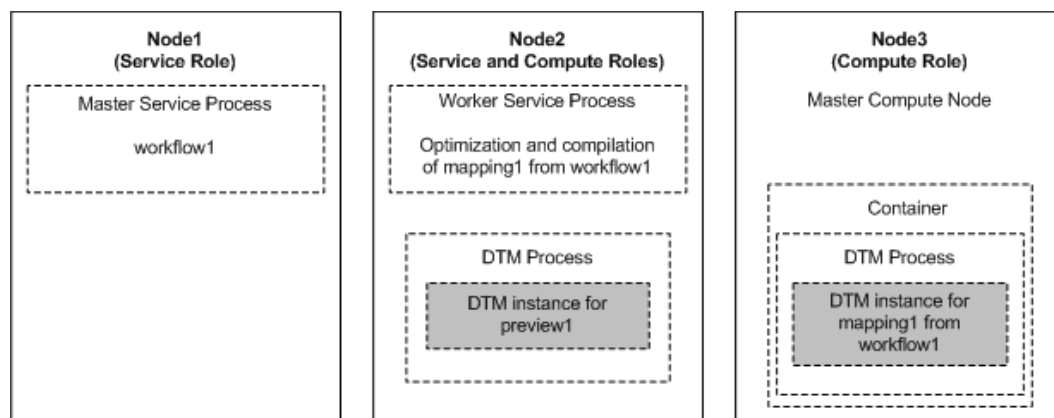 Node1
(Service Role)
Master Service Process
workflow1
Node2
(Service and Compute Roles)
Worker Service Process
Optimization and compilation
of mapping1 from workflow1
DTM Process
DTM instance for
preview1
Node3
(Compute Role)
Master Compute Node
Container
DTM Process
DTM instance for
mapping1 from
workflow1